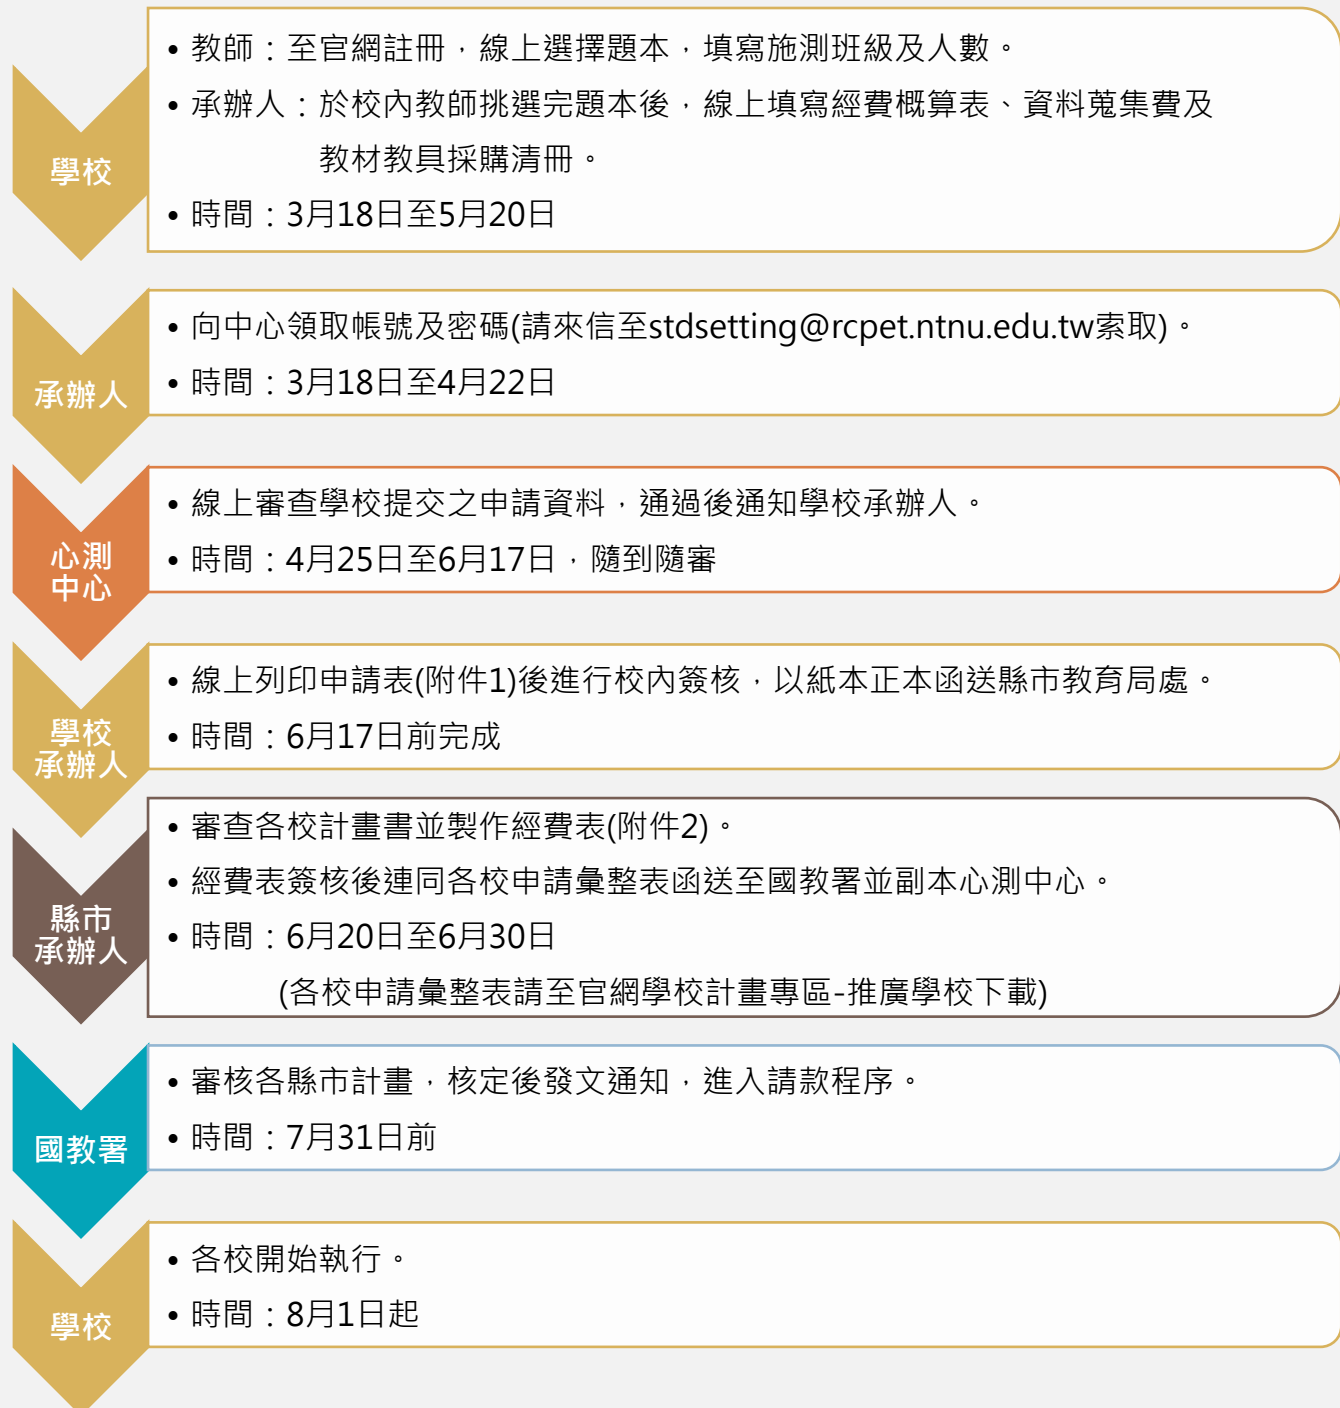 學校
• 教師：至官網註冊，線上選擇題本，填寫施測班級及人數。
• 承辦人：於校內教師挑選完題本後，線上填寫經費概算表、資料蒐集費及
教材教具採購清冊。
• 時間：3月18日至5月20日
承辦人
• 向中心領取帳號及密碼(請來信至stdsetting@rcpet.ntnu.edu.tw索取)。
• 時間：3月18日至4月22日
心測
中心
• 線上審查學校提交之申請資料，通過後通知學校承辦人。
• 時間：4月25日至6月17日，隨到隨審
學校
承辦人
• 線上列印申請表(附件1)後進行校內簽核，以紙本正本函送縣市教育局處。
• 時間：6月17日前完成
縣市
承辦人
• 審查各校計畫書並製作經費表(附件2)。
• 經費表簽核後連同各校申請彙整表函送至國教署並副本心測中心。
• 時間：6月20日至6月30日
(各校申請彙整表請至官網學校計畫專區-推廣學校下載)
國教署
• 審核各縣市計畫，核定後發文通知，進入請款程序。
• 時間：7月31日前
學校
• 各校開始執行。
• 時間：8月1日起